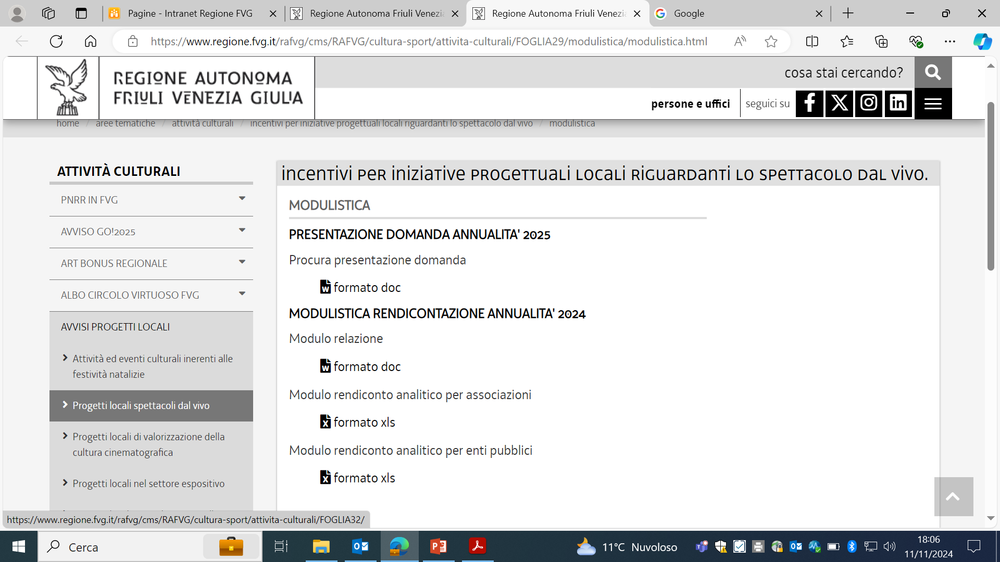 Pagine - Intranet Regione FVG
Regione Autonoma Friuli Venezia
Regione Autonoma Friuli Venezi
Google
https://www.regione.fvg.it/rafvg/cms/RAFVG/cultura-sport/attivita-culturali/FOGLIA29/modulistica/modulistica.html
REGIONE AUTONOMA
FRIULI VENEZIA GIULIA
cosa stai cercando?
persone e uffici
seguici su
home / aree tematiche / attività culturali / incentivi per iniziative progettuali locali riguardanti lo spettacolo dal vivo / modulistica
ATTIVITÀ CULTURALI
PNRR IN FVG
AVVISO GO!2025
ART BONUS REGIONALE
ALBO CIRCOLO VIRTUOSO FVG
AVVISI PROGETTI LOCALI
Attività ed eventi culturali inerenti alle
festività natalizie
Progetti locali spettacoli dal vivo
Progetti locali di valorizzazione della
cultura cinematografica
Progetti locali nel settore espositivo
incentivi per iniziative progettuali locali riguardanti lo spettacolo dal vivo.
MODULISTICA
PRESENTAZIONE DOMANDA ANNUALITA' 2025
Procura presentazione domanda
formato doc
MODULISTICA RENDICONTAZIONE ANNUALITA' 2024
Modulo relazione
formato doc
Modulo rendiconto analitico per associazioni
formato xls
Modulo rendiconto analitico per enti pubblici
formato xls
https://www.regione.fvg.it/rafvg/cms/RAFVG/cultura-sport/attivita-culturali/FOGLIA32/
Cerca
11°C Nuvoloso
18:06
11/11/2024